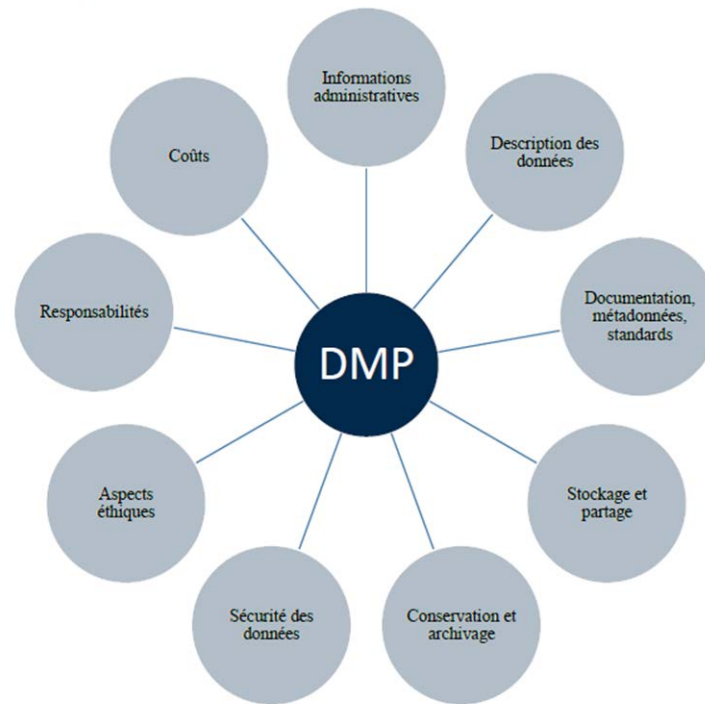 Informations
administratives
Description des
données
Documentation,
métadonnées,
standards
Stockage et
partage
Conservation et
archivage
Sécurité des
données
Aspects
éthiques
Responsabilités
Coûts
DMP